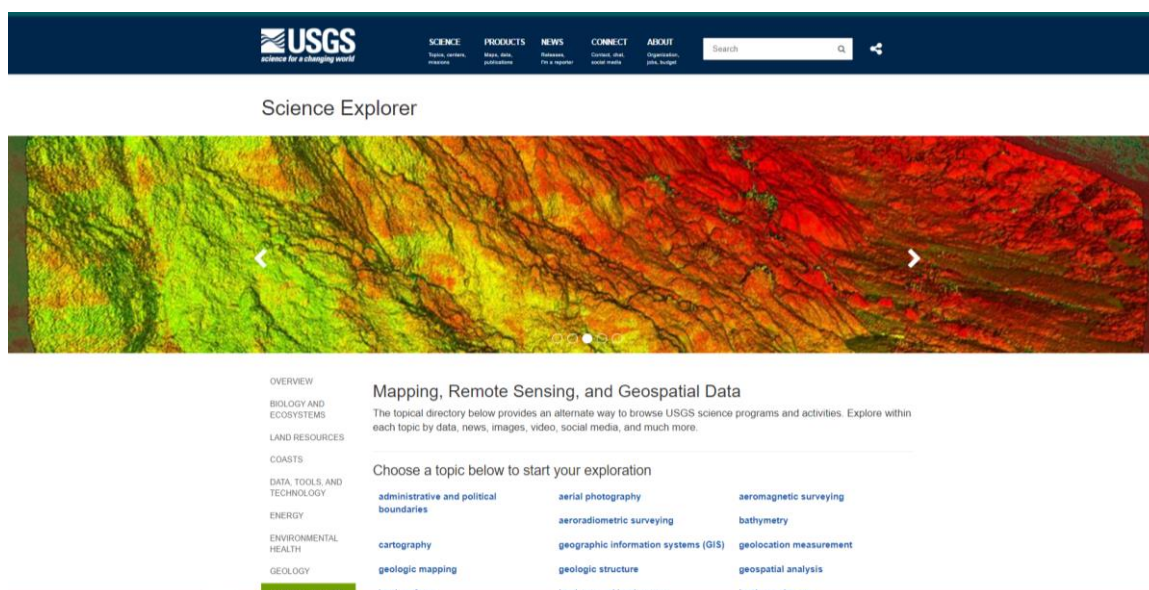 USGS
science for a changing world
SCIENCE
Topics, centers,
missions
PRODUCTS
Maps, data,
publications
NEWS
Releases,
I'm a reporter
CONNECT
Contact, chat,
social media
ABOUT
Organization,
jobs, budget
Search
Science Explorer
OVERVIEW
BIOLOGY AND
ECOSYSTEMS
LAND RESOURCES
COASTS
DATA, TOOLS, AND
TECHNOLOGY
ENERGY
ENVIRONMENTAL
HEALTH
GEOLOGY
Mapping, Remote Sensing, and Geospatial Data
The topical directory below provides an alternate way to browse USGS science programs and activities. Explore within
each topic by data, news, images, video, social media, and much more.
Choose a topic below to start your exploration
administrative and political
boundaries
aerial photography
aeromagnetic surveying
aeroradiometric surveying
bathymetry
cartography
geographic information systems (GIS)
geolocation measurement
geologic mapping
geologic structure
geospatial analysis